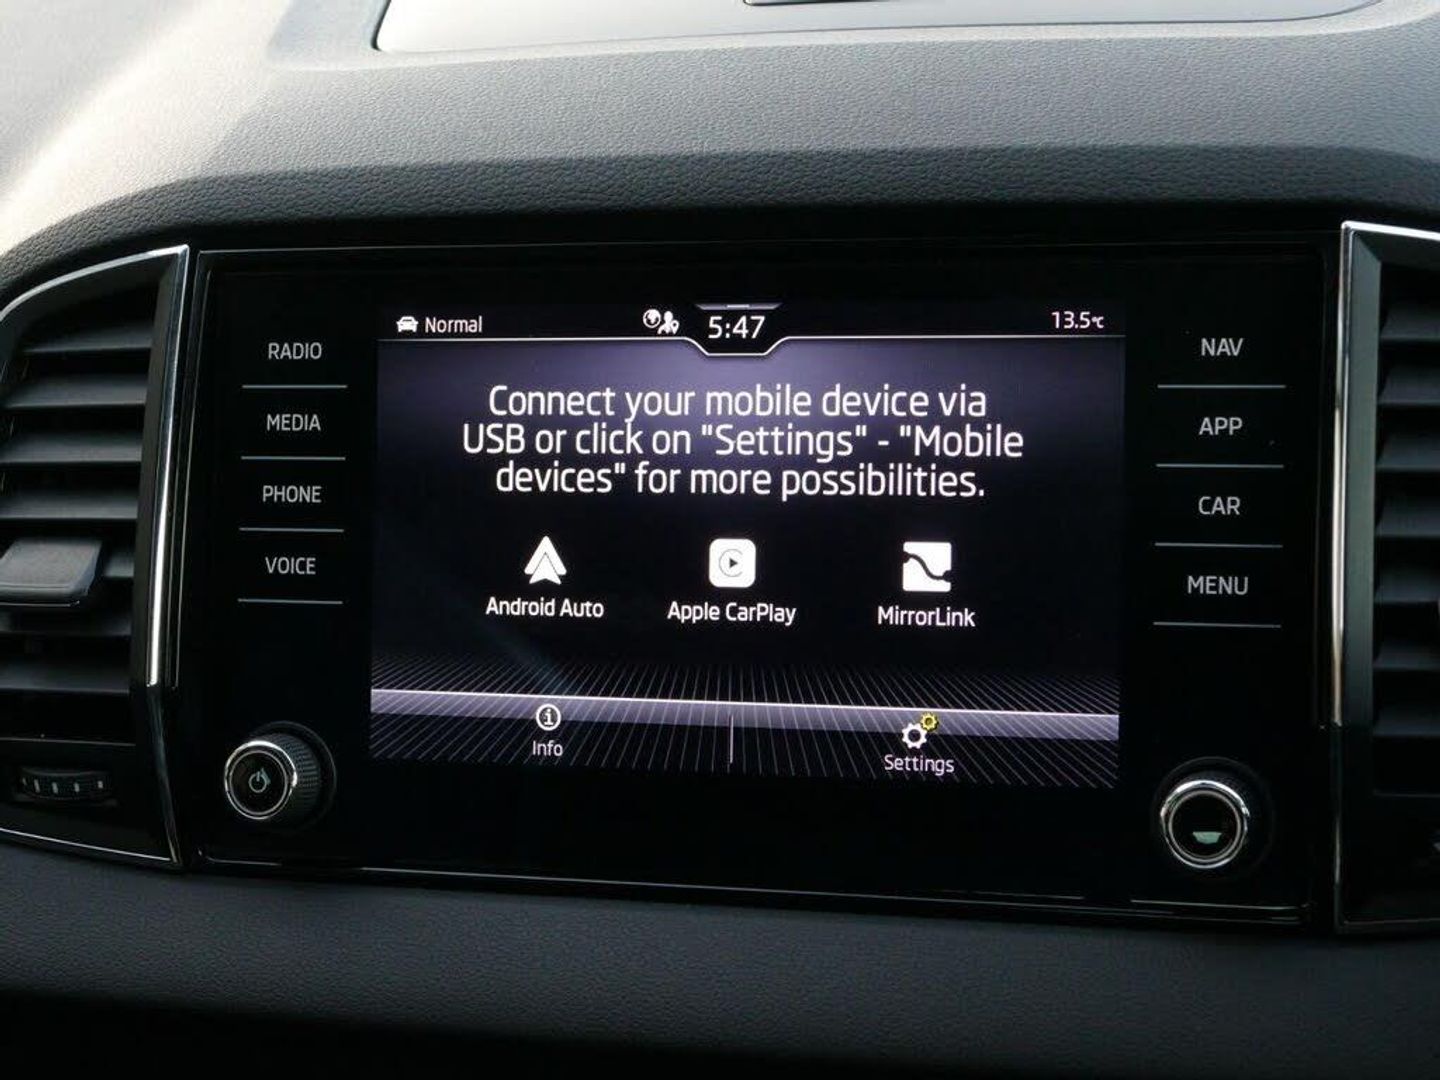 Normal
5:47
13.5°C
RADIO
MEDIA
PHONE
VOICE
Connect your mobile device via
USB or click on "Settings" - "Mobile
devices" for more possibilities.
Android Auto
Apple CarPlay
MirrorLink
Info
Settings
NAV
APP
CAR
MENU